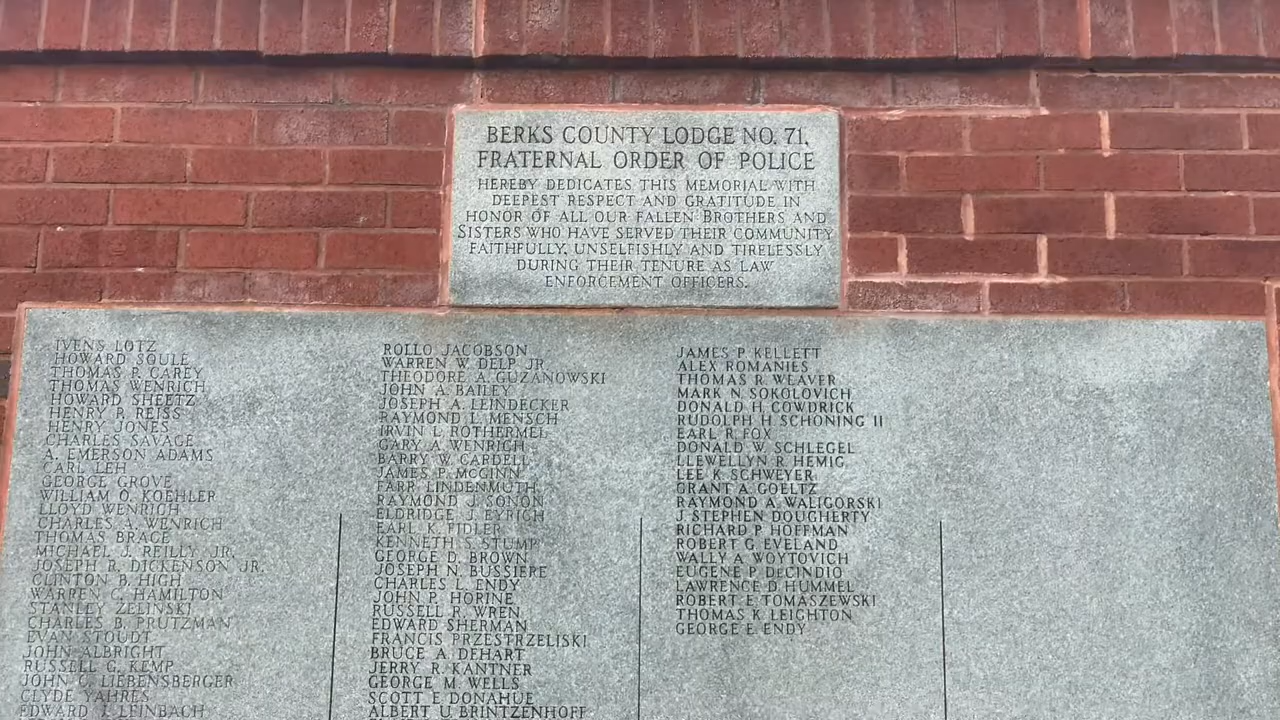 BERKS COUNTY LODGE NO. 71,
FRATERNAL ORDER OF POLICE
HEREBY DEDICATES THIS MEMORIAL WITH
DEEPEST RESPECT AND GRATITUDE IN
HONOR OF ALL OUR FALLEN BROTHERS AND
SISTERS WHO HAVE SERVED THEIR COMMUNITY
FAITHFULLY, UNSELFISHLY AND TIRELESSLY
DURING THEIR TENURE AS LAW
ENFORCEMENT OFFICERS.
IVENS LOTZ
HOWARD SOULE
THOMAS R. CAREY
THOMAS WENRICH
HOWARD SHEETZ
HENRY P. REISS
HENRY JONES
CHARLES SAVAGE
A. EMERSON ADAMS
CARL LEH
GEORGE GROVE
WILLIAM O. KOEHLER
LLOYD WENRICH
CHARLES A. WENRICH
THOMAS BRACE
MICHAEL J. REILLY JR.
JOSEPH R. DICKENSON JR.
CLINTON B. HIGH
WARREN C. HAMILTON
STANLEY ZELINSKI
CHARLES B. PRUTZMAN
EVAN STOUDT
JOHN ALBRIGHT
RUSSELL G. KEMP
JOHN C. LIEBENSBERGER
CLYDE YAHRES
EDWARD J. LEINBACH
ROLLO JACOBSON
WARREN W. DELP JR.
THEODORE A. GUZANOWSKI
JOHN A. BAILEY
JOSEPH A. LEINDECKER
RAYMOND L. MENSCH
IRVIN L. ROTHERMEL
GARY A. WENRICH
BARRY W. CARDELL
JAMES P. MCGINN
FARR LINDENMUTH
RAYMOND J. SONON
ELDRIDGE J. EYRICH
EARL K. FIDLER
KENNETH S. STUMP
GEORGE D. BROWN
JOSEPH N. BUSSIERE
CHARLES L. ENDY
JOHN P. HORINE
RUSSELL R. WREN
EDWARD SHERMAN
FRANCIS PRZESTRZELISKI
BRUCE A. DEHART
JERRY R. KANTNER
GEORGE M. WELLS
SCOTT E. DONAHUE
ALBERT U. BRINTZENHOFF
JAMES P. KELLETT
ALEX ROMANIES
THOMAS R. WEAVER
MARK N. SOKOLOVICH
DONALD H. COWDRICK
RUDOLPH H. SCHONING II
EARL R. FOX
DONALD W. SCHLEGEL
LLEWELLYN R. HEMIG
LEE K. SCHWEYER
GRANT A. GOELTZ
RAYMOND A. WALIGORSKI
J. STEPHEN DOUGHERTY
RICHARD P. HOFFMAN
ROBERT G. EVELAND
WALLY A. WOYTOVICH
EUGENE P. DECINDIO
LAWRENCE D. HUMMEL
ROBERT E. TOMASZEWSKI
THOMAS K. LEIGHTON
GEORGE E. ENDY